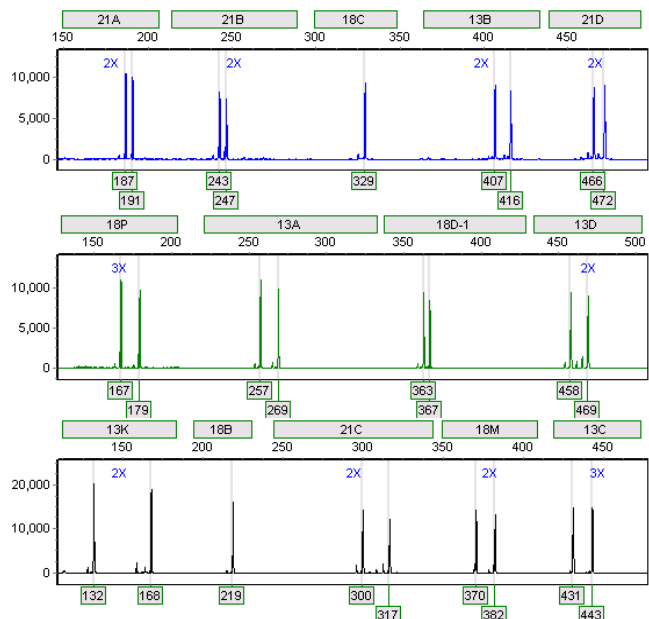 21A 21B 18C 13B 21D
150 200 250 300 350 400 450
2X 2X 2X 2X
10,000
5,000
0
187 243 329 407 466
191 247 416 472
18P 13A 18D-1 13D
150 200 250 300 350 400 450 500
3X 2X
10,000
5,000
0
167 257 363 458
179 269 367 469
13K 18B 21C 18M 13C
150 200 250 300 350 400 450
2X 2X 2X 3X
20,000
10,000
0
132 168 219 300 370 431
317 382 443